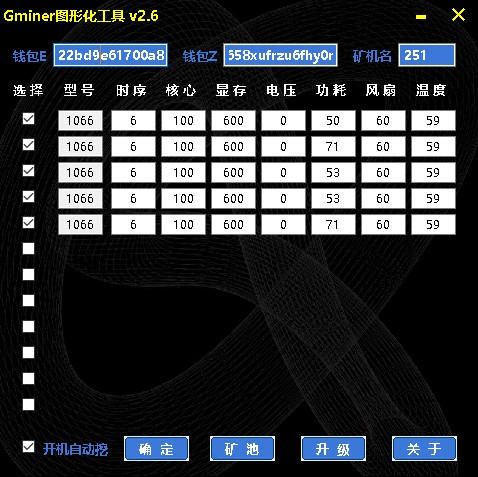 Gminer图形化工具 v2.6
钱包E 22bd9e61700a8 钱包Z 558xufrzu6fhy0r 矿机名 251
选择 型号 时序 核心 显存 电压 功耗 风扇 温度
1066 6 100 600 0 50 60 59
1066 6 100 600 0 71 60 59
1066 6 100 600 0 53 60 59
1066 6 100 600 0 53 60 59
1066 6 100 600 0 71 60 59
开机自动挖 确定 矿池 升级 关于